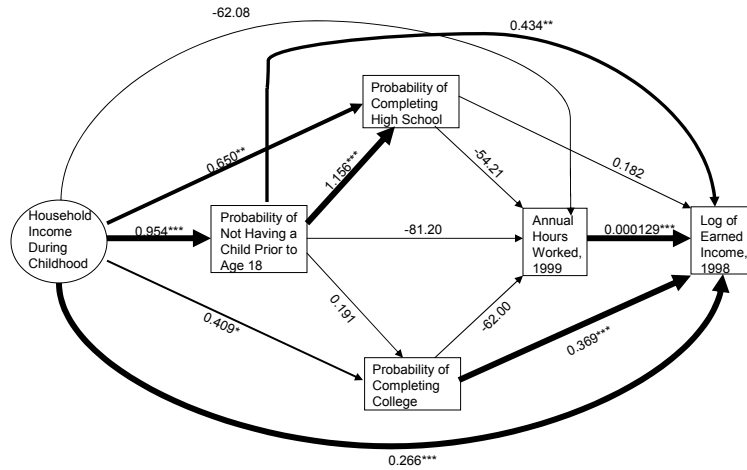 -62.08
0.434**
Probability of
Completing
High School
0.650**
1.156***
-54.21
0.182
Household
Income
During
Childhood
0.954***
Probability of
Not Having a
Child Prior to
Age 18
-81.20
Annual
Hours
Worked,
1999
0.000129***
Log of
Earned
Income,
1998
0.409*
0.191
-62.00
0.369***
Probability of
Completing
College
0.266***